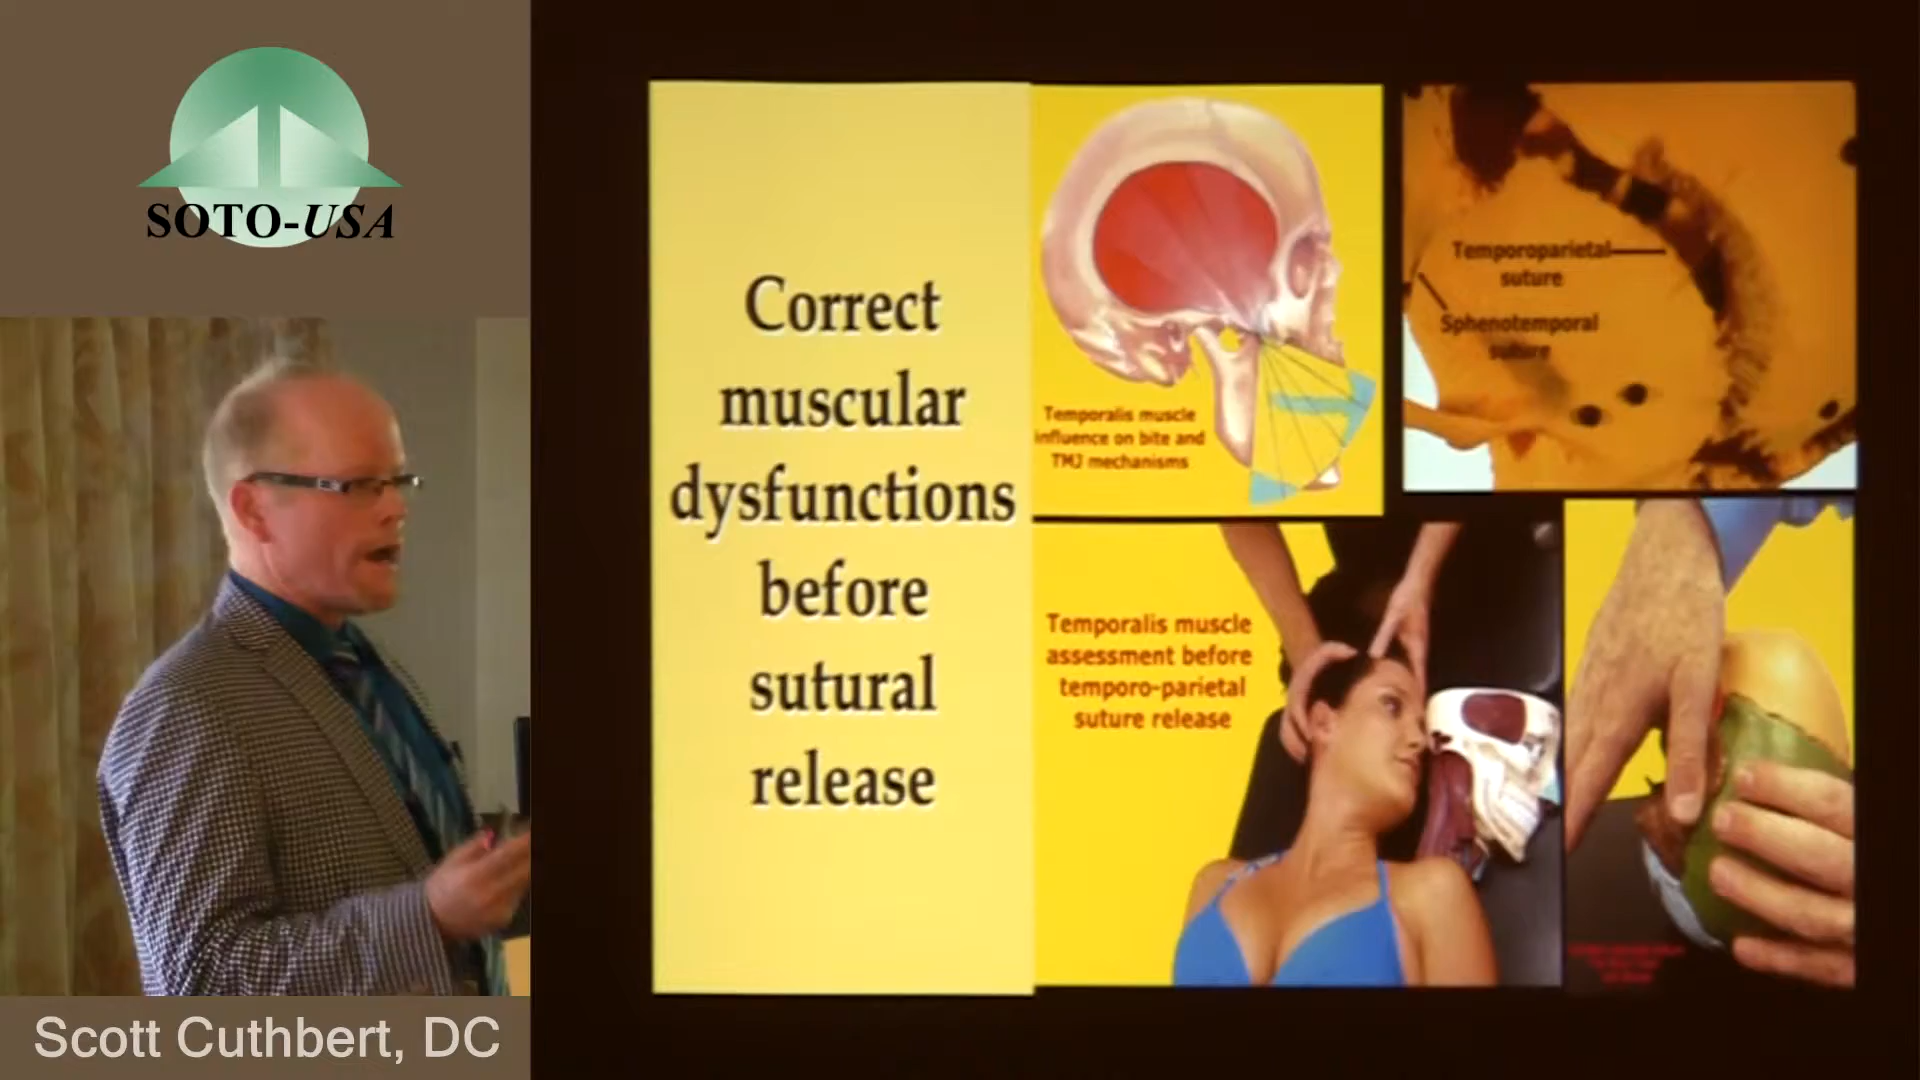 SOTO-USA
Correct
muscular
dysfunctions
before
sutural
release
Temporalis muscle
influence on bite and
TMJ mechanisms
Temporoparietal
suture
Sphenotemporal
suture
Temporalis muscle
assessment before
temporo-parietal
suture release
Scott Cuthbert, DC